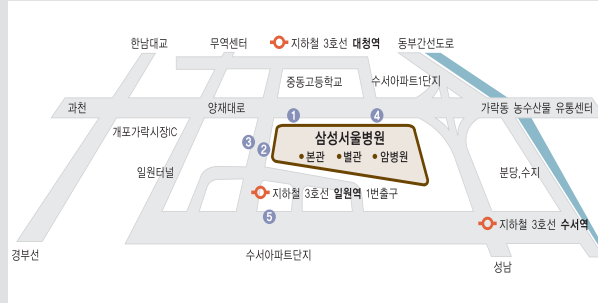 한남대교
무역센터
지하철 3호선 대청역
동부간선도로
중동고등학교
수서아파트1단지
과천
양재대로
가락동 농수산물 유통센터
1
4
개포가락시장IC
삼성서울병원
3
2
• 본관 • 별관 • 암병원
일원터널
분당,수지
지하철 3호선 일원역 1번출구
5
지하철 3호선 수서역
경부선
수서아파트단지
성남